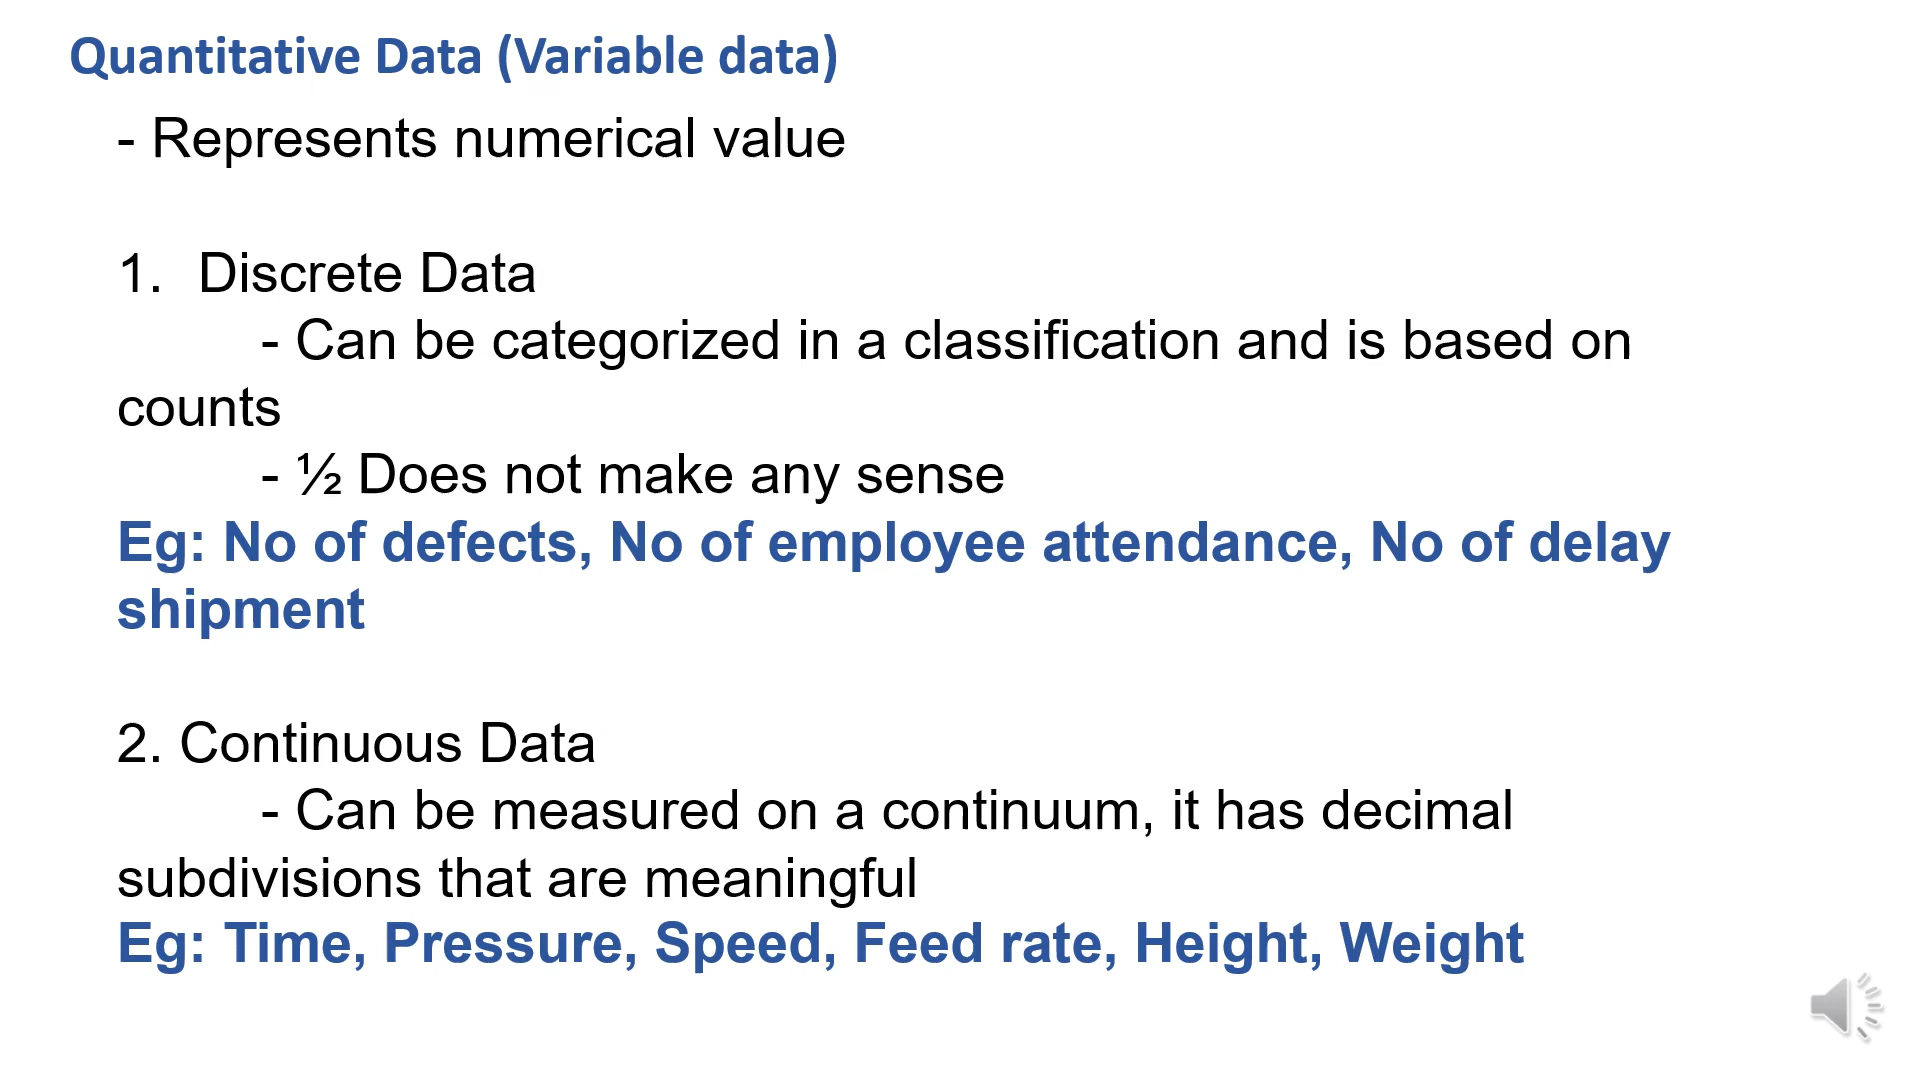 Quantitative Data (Variable data)
- Represents numerical value
1. Discrete Data
- Can be categorized in a classification and is based on
counts
- ½ Does not make any sense
Eg: No of defects, No of employee attendance, No of delay
shipment
2. Continuous Data
- Can be measured on a continuum, it has decimal
subdivisions that are meaningful
Eg: Time, Pressure, Speed, Feed rate, Height, Weight